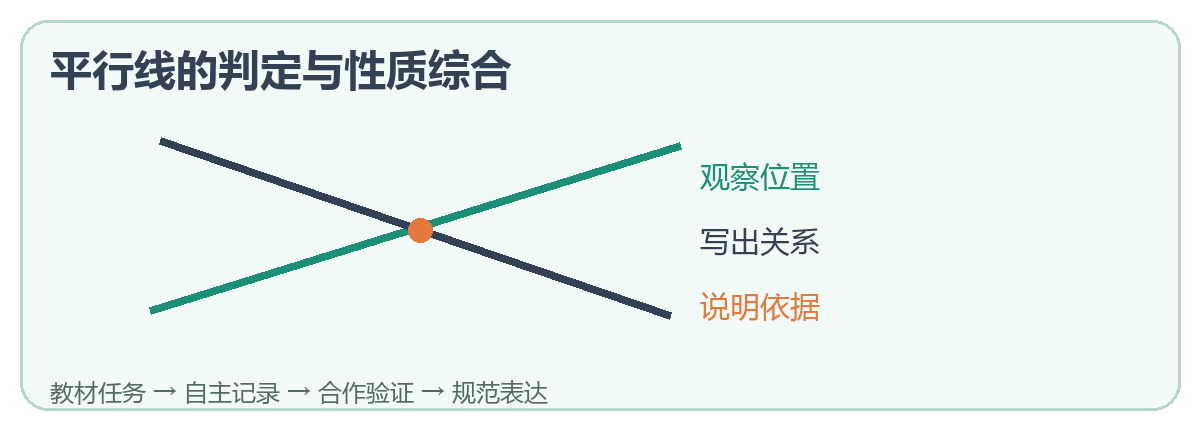 平行线的判定与性质综合
观察位置
写出关系
说明依据
教材任务 → 自主记录 → 合作验证 → 规范表达